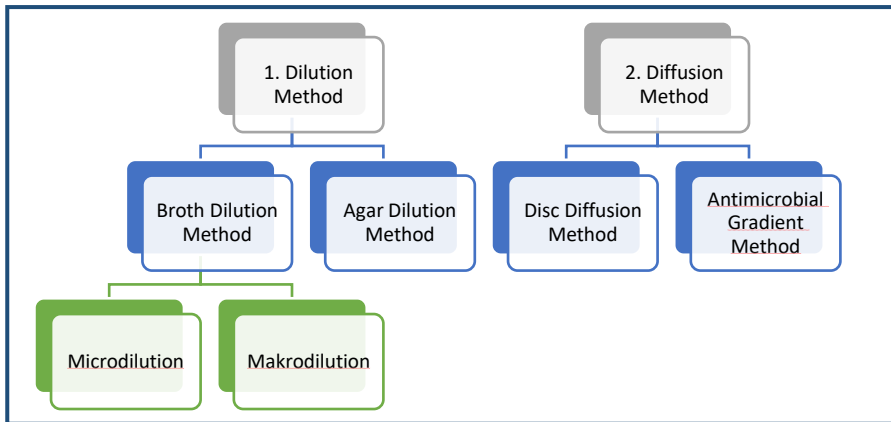 1. Dilution
Method
2. Diffusion
Method
Broth Dilution
Method
Agar Dilution
Method
Disc Diffusion
Method
Antimicrobial
Gradient
Method
Microdilution
Makrodilution